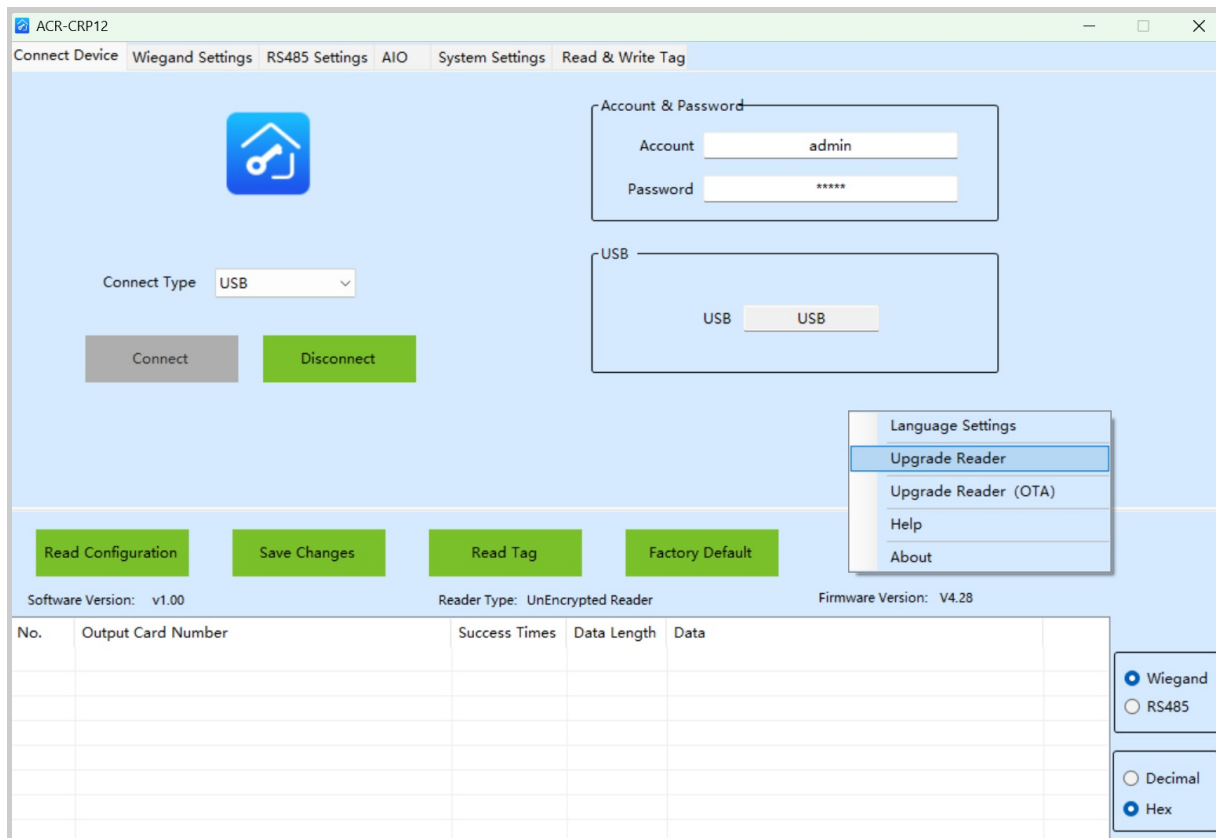 ACR-CRP12
Connect Device Wiegand Settings RS485 Settings AIO System Settings Read & Write Tag
Account & Password
Account admin
Password *****
Connect Type USB
USB
USB USB
Connect Disconnect
Language Settings
Upgrade Reader
Upgrade Reader (OTA)
Help
About
Read Configuration Save Changes Read Tag Factory Default
Software Version: v1.00 Reader Type: UnEncrypted Reader Firmware Version: V4.28
No. Output Card Number Success Times Data Length Data
Wiegand
RS485
Decimal
Hex